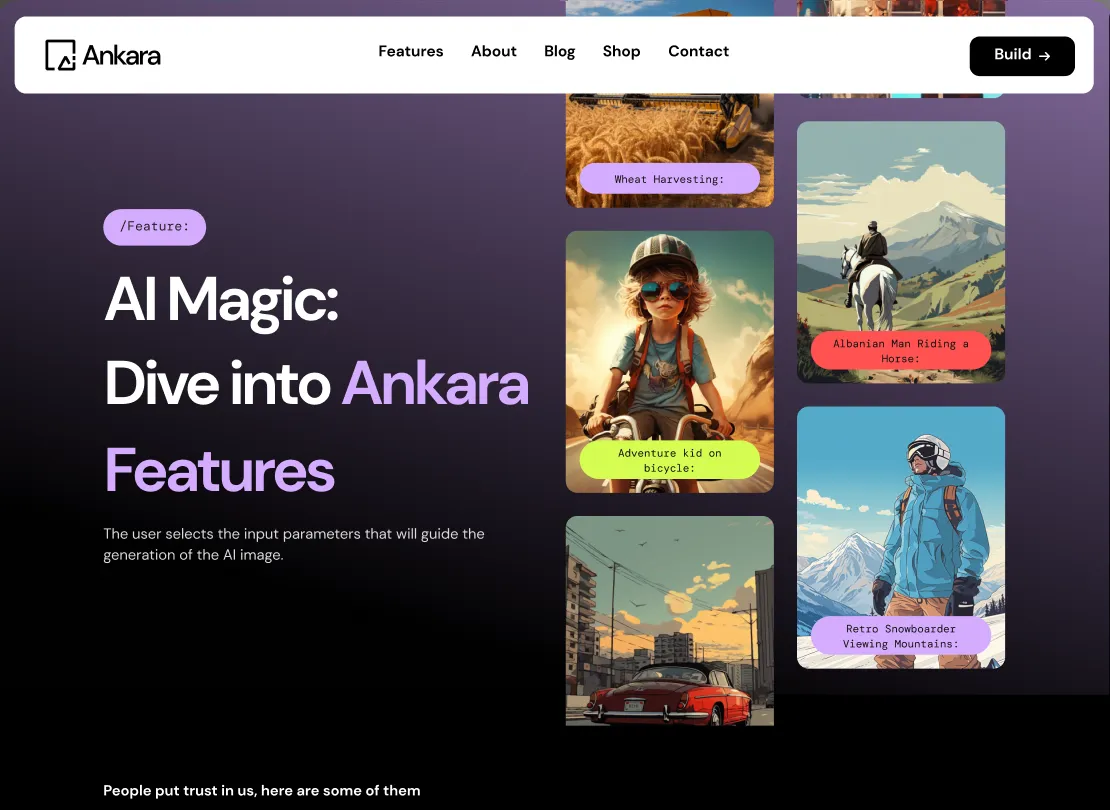 Ankara
Features
About
Blog
Shop
Contact
Build →
/Feature:
AI Magic:
Dive into Ankara
Features
The user selects the input parameters that will guide the
generation of the AI image.
Wheat Harvesting:
Adventure kid on
bicycle:
Albanian Man Riding a
Horse:
Retro Snowboarder
Viewing Mountains:
People put trust in us, here are some of them